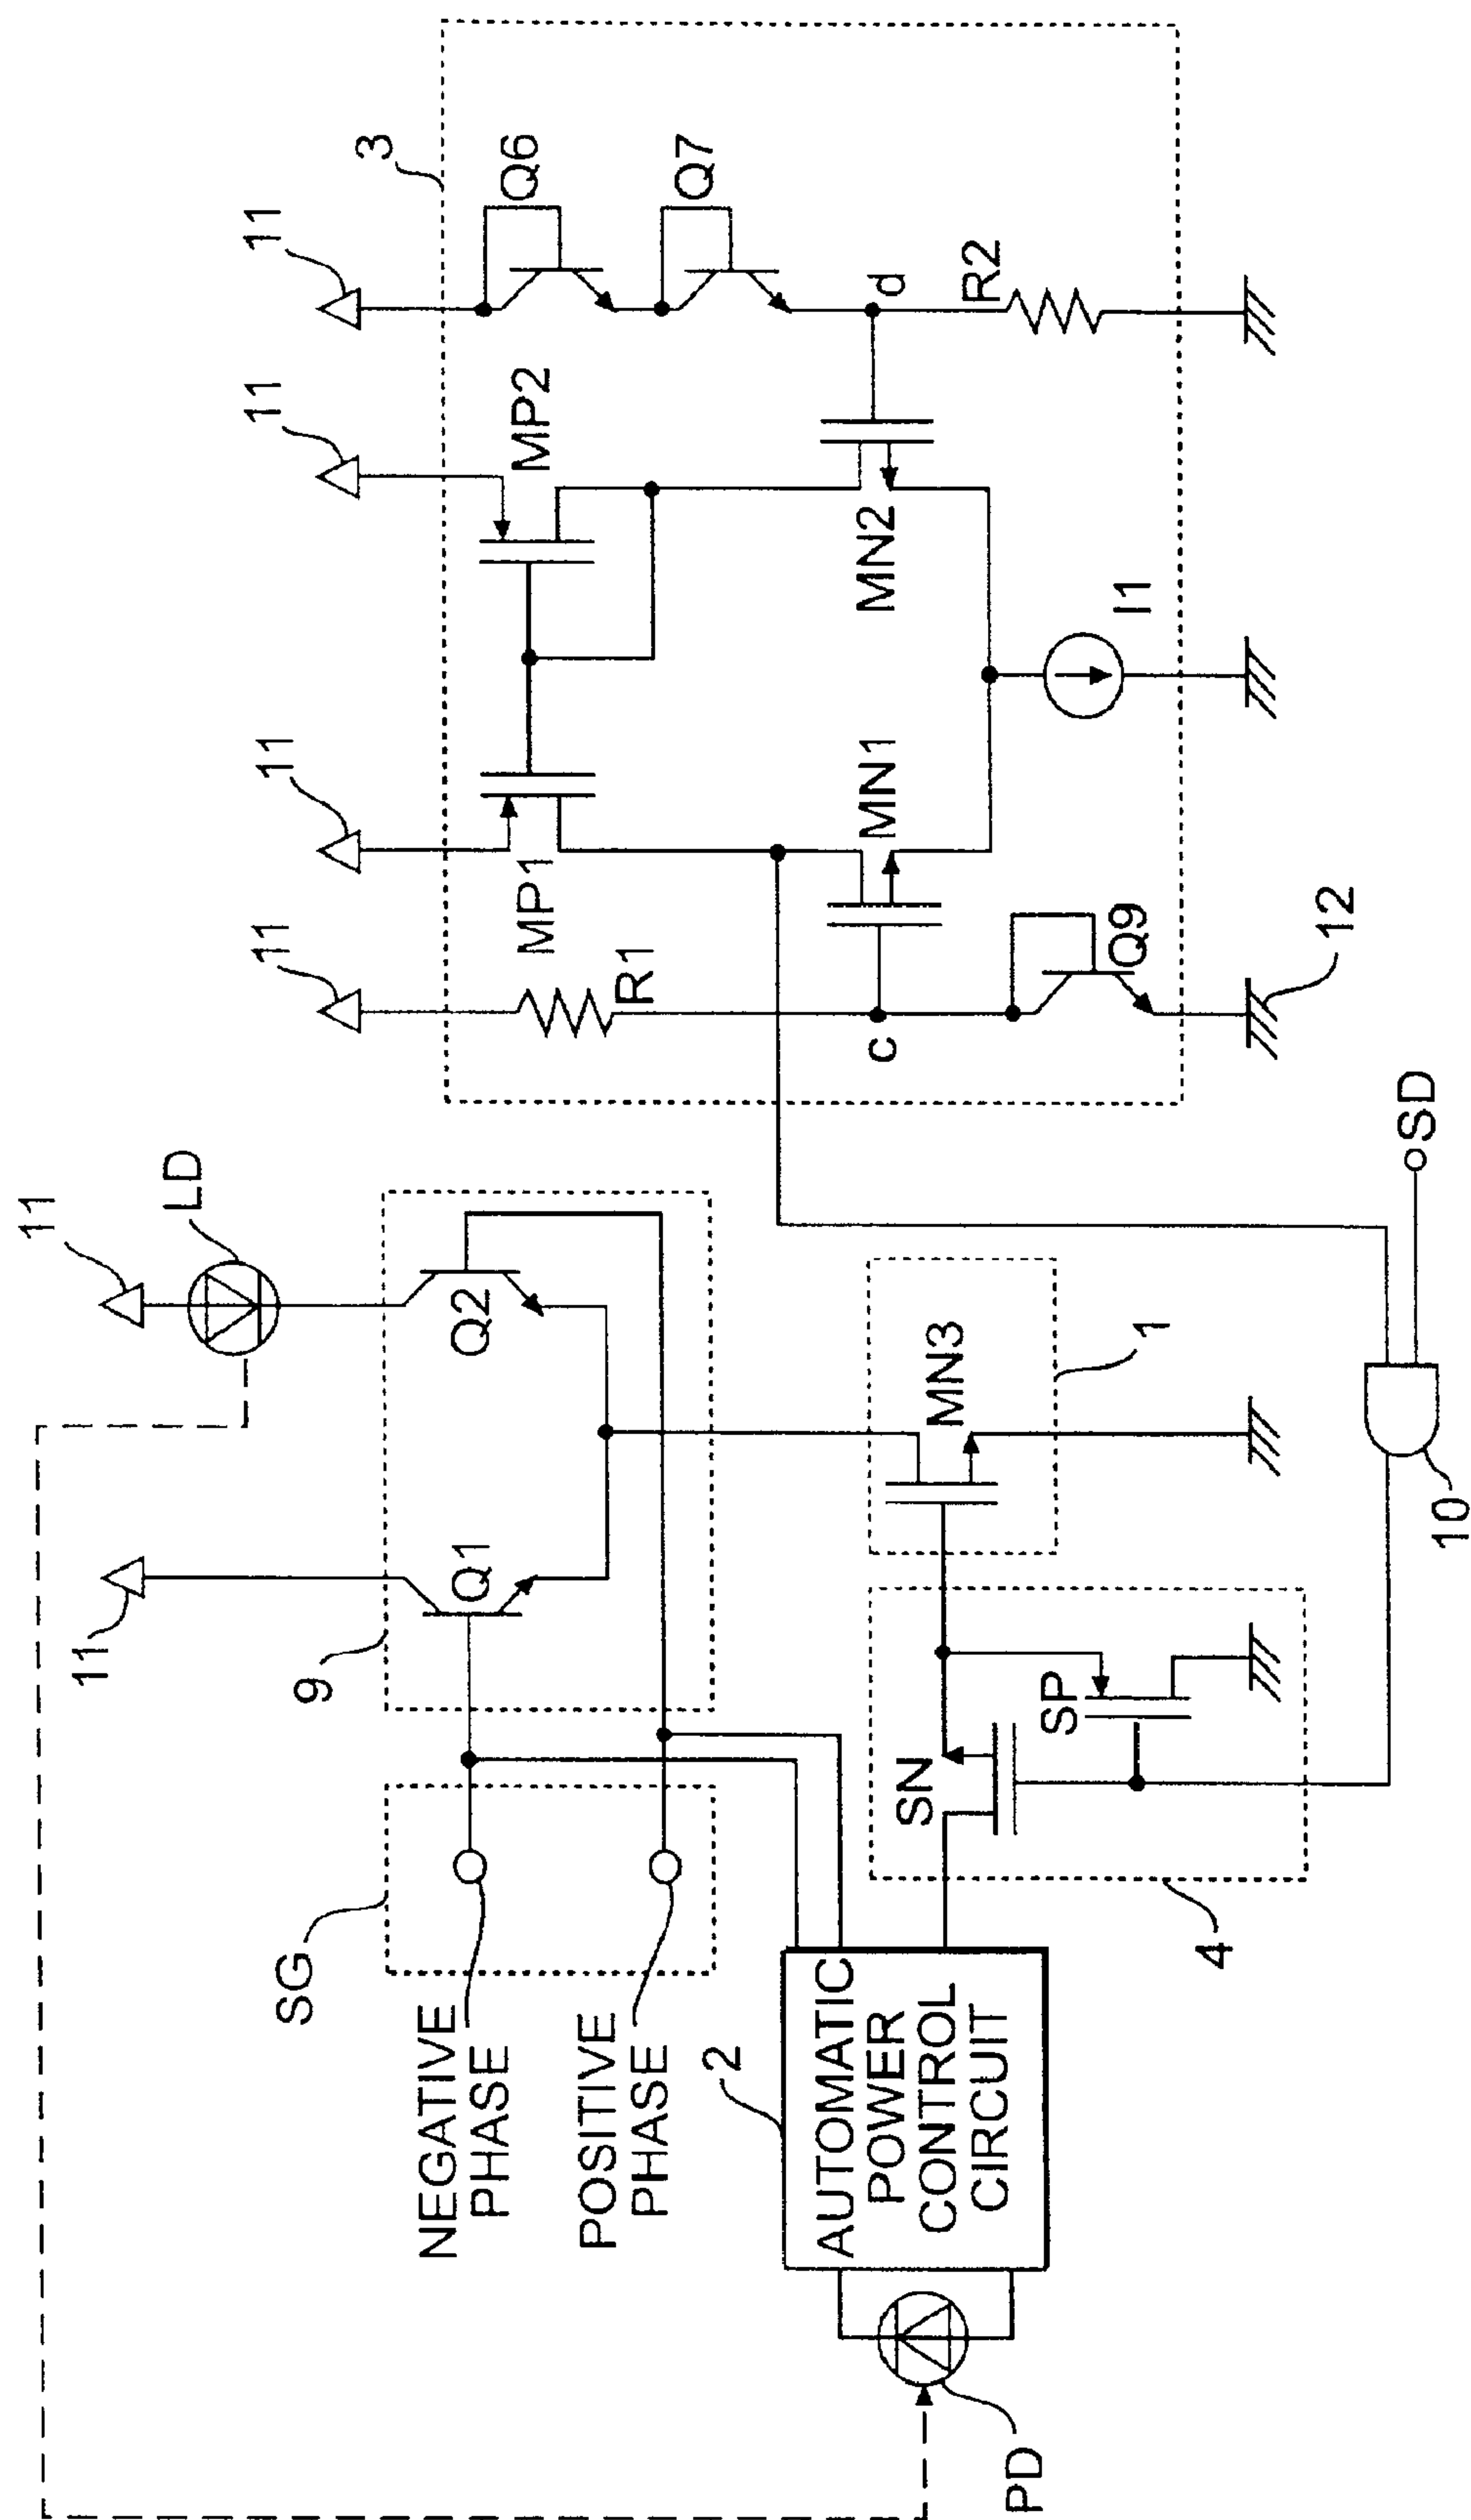 11
LD
11
9
Q1
Q2
SG
NEGATIVE
PHASE
POSITIVE
PHASE
2
AUTOMATIC
POWER
CONTROL
CIRCUIT
PD
SN
SP
4
MN3
1
10
SD
3
11
11
11
11
R1
MP1
MP2
Q6
Q7
c
MN1
MN2
d
R2
Q9
I1
12